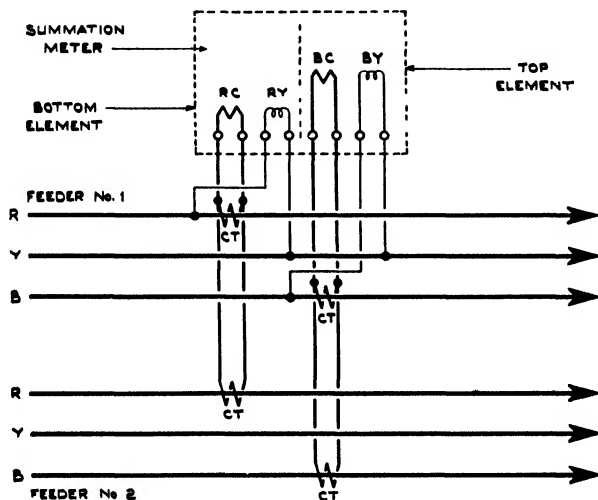 SUMMATION
METER
BOTTOM
ELEMENT
RC
RY
BC
BY
TOP
ELEMENT
FEEDER No. 1
R
CT
Y
B
CT
R
CT
Y
B
CT
FEEDER No 2